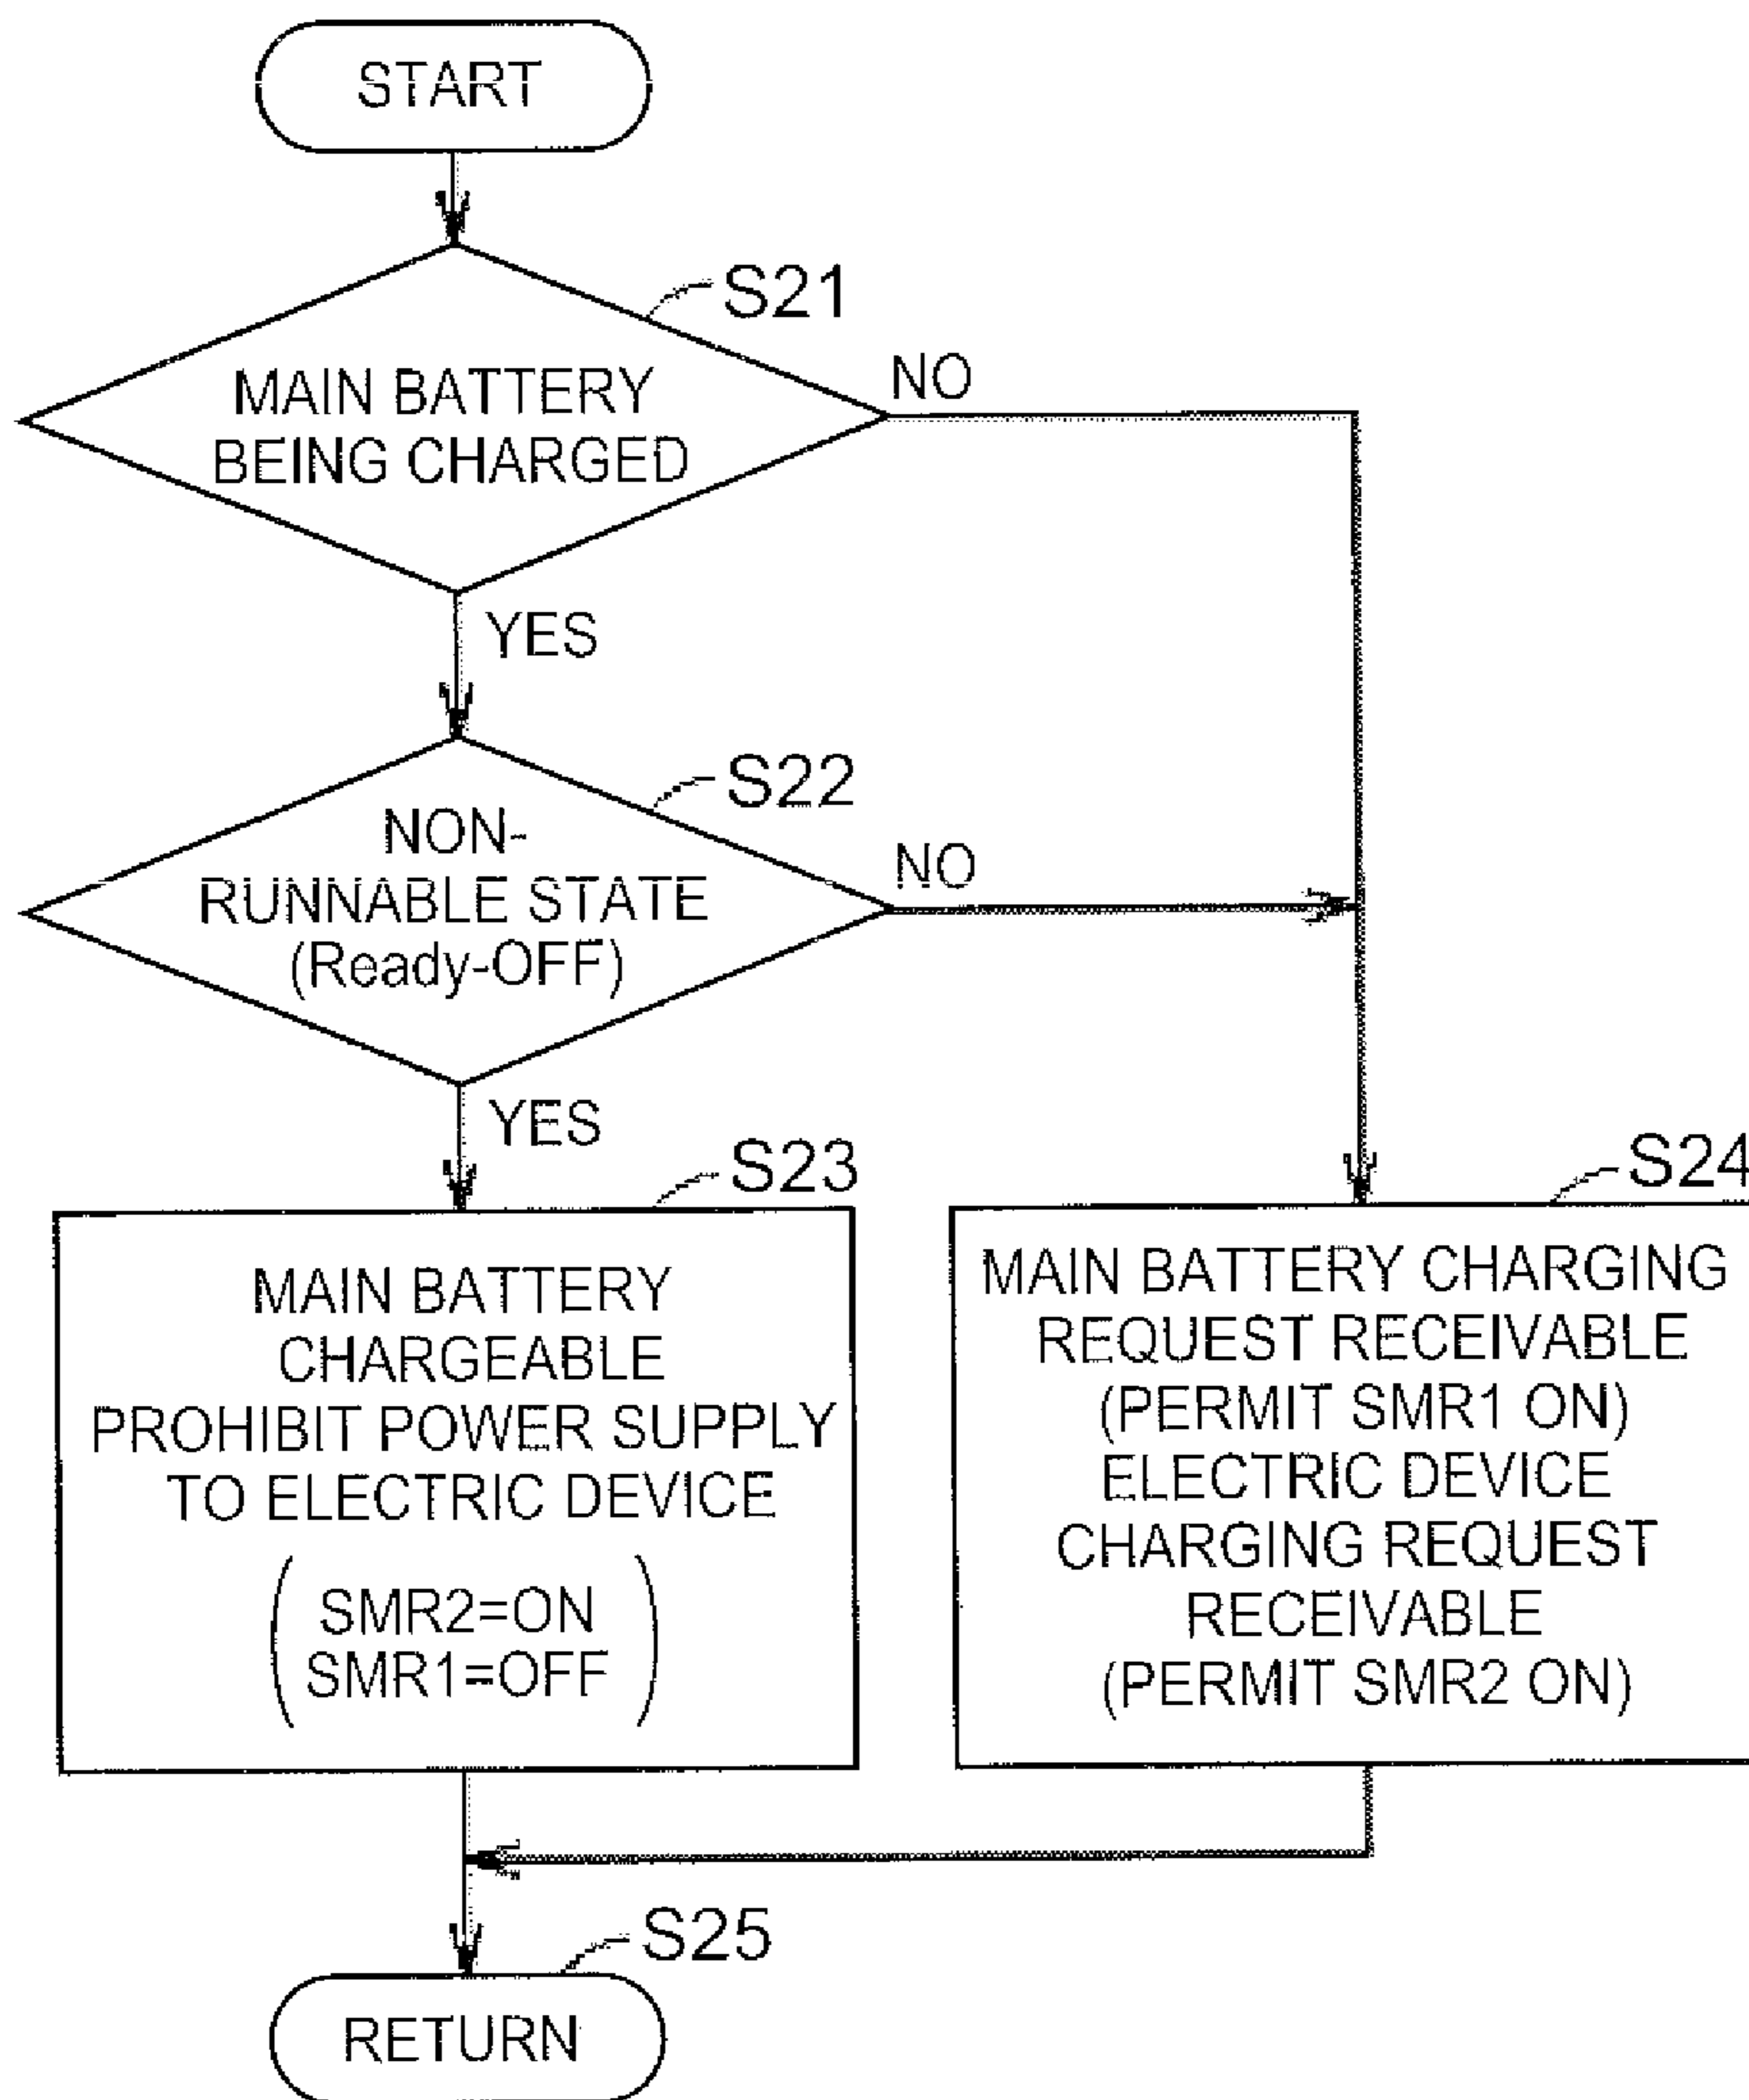 START
S21
MAIN BATTERY
BEING CHARGED
NO
YES
S22
NON-
RUNNABLE STATE
(Ready-OFF)
NO
YES
S23
MAIN BATTERY
CHARGEABLE
PROHIBIT POWER SUPPLY
TO ELECTRIC DEVICE
(SMR2=ON
SMR1=OFF)
S24
MAIN BATTERY CHARGING
REQUEST RECEIVABLE
(PERMIT SMR1 ON)
ELECTRIC DEVICE
CHARGING REQUEST
RECEIVABLE
(PERMIT SMR2 ON)
S25
RETURN